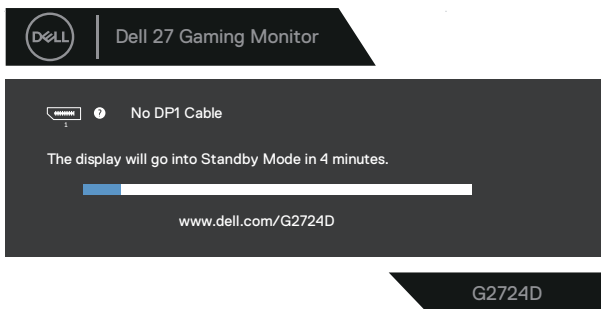 DELL
Dell 27 Gaming Monitor
? No DP1 Cable
1
The display will go into Standby Mode in 4 minutes.
www.dell.com/G2724D
G2724D